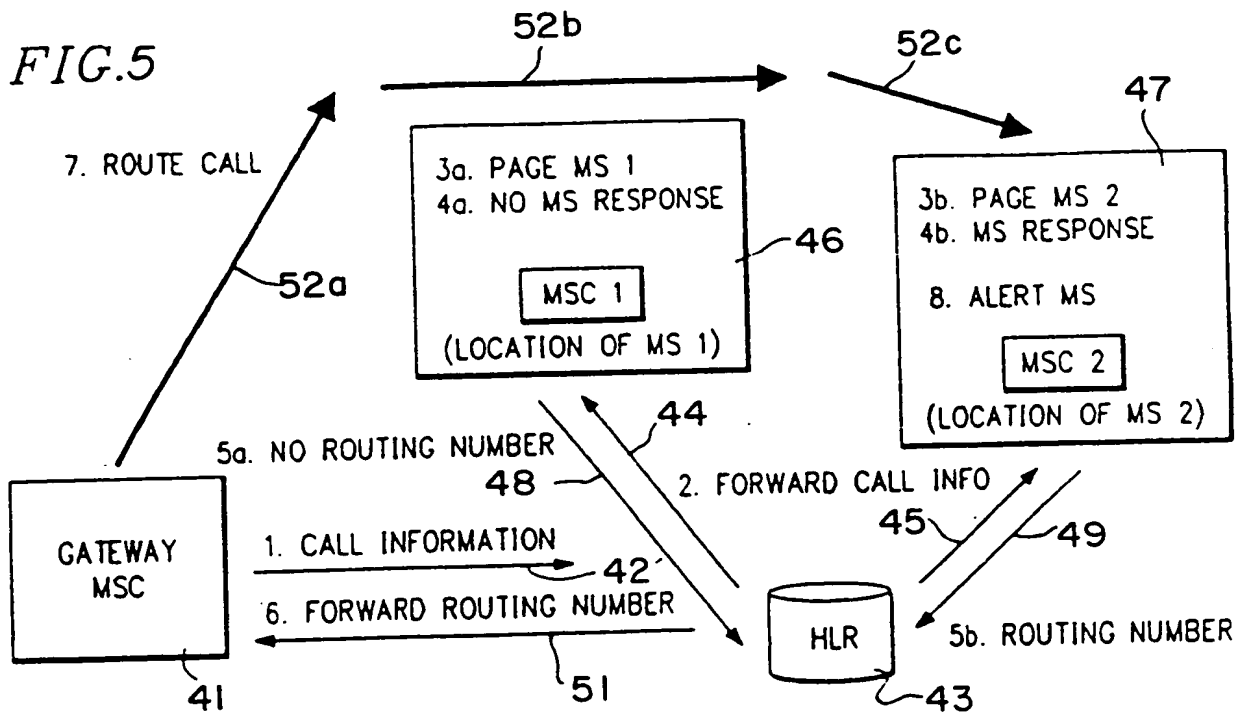 FIG.5
52b
52c
47
7. ROUTE CALL
52a
3a. PAGE MS 1
4a. NO MS RESPONSE
MSC 1
(LOCATION OF MS 1)
46
3b. PAGE MS 2
4b. MS RESPONSE
8. ALERT MS
MSC 2
(LOCATION OF MS 2)
5a. NO ROUTING NUMBER
48
44
2. FORWARD CALL INFO
45
49
GATEWAY
MSC
41
1. CALL INFORMATION
42
6. FORWARD ROUTING NUMBER
51
HLR
43
5b. ROUTING NUMBER